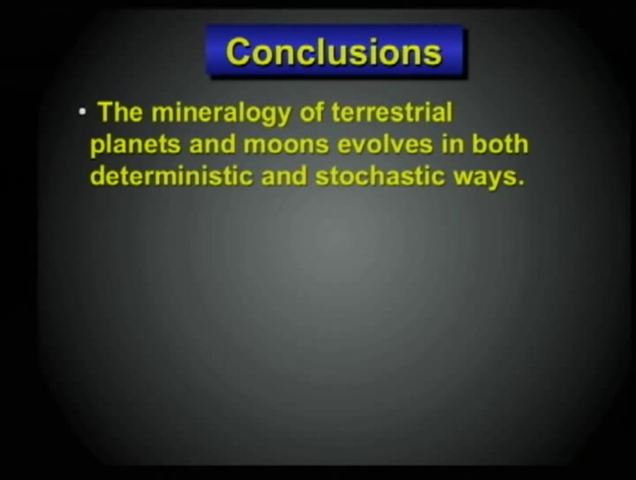 Conclusions
• The mineralogy of terrestrial
planets and moons evolves in both
deterministic and stochastic ways.